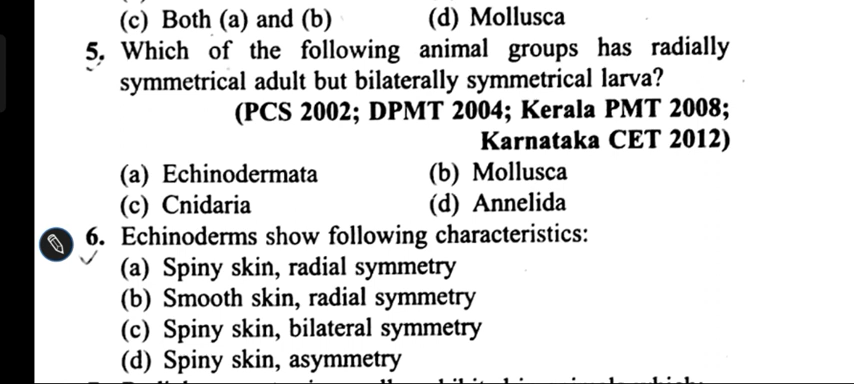 (c) Both (a) and (b) (d) Mollusca
5. Which of the following animal groups has radially
symmetrical adult but bilaterally symmetrical larva?
(PCS 2002; DPMT 2004; Kerala PMT 2008;
Karnataka CET 2012)
(a) Echinodermata (b) Mollusca
(c) Cnidaria (d) Annelida
6. Echinoderms show following characteristics:
(a) Spiny skin, radial symmetry
(b) Smooth skin, radial symmetry
(c) Spiny skin, bilateral symmetry
(d) Spiny skin, asymmetry